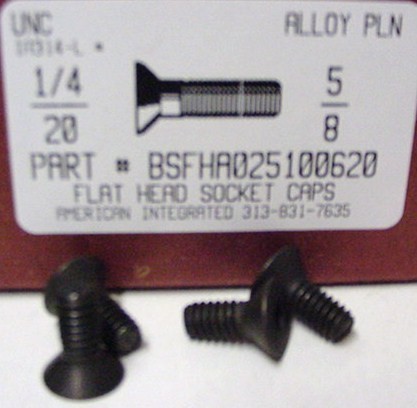 UNC ALLOY PLN
1/4 5/8
20
PART # BSFHA025100620
FLAT HEAD SOCKET CAPS
AMERICAN INTEGRATED 313-831-7635